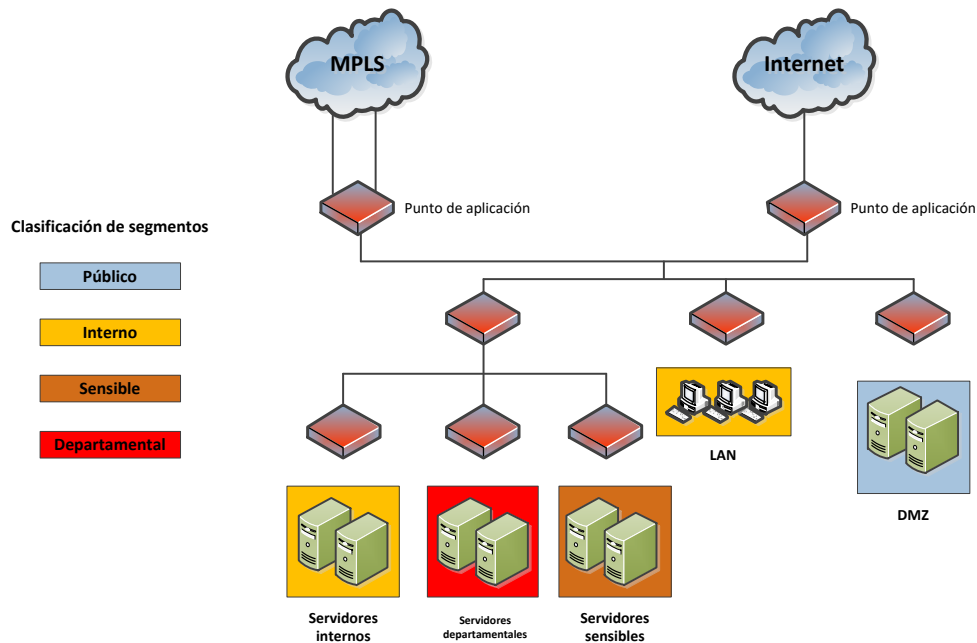 MPLS
Internet
Punto de aplicación
Punto de aplicación
Clasificación de segmentos
Público
Interno
Sensible
Departamental
LAN
DMZ
Servidores
internos
Servidores
departamentales
Servidores
sensibles